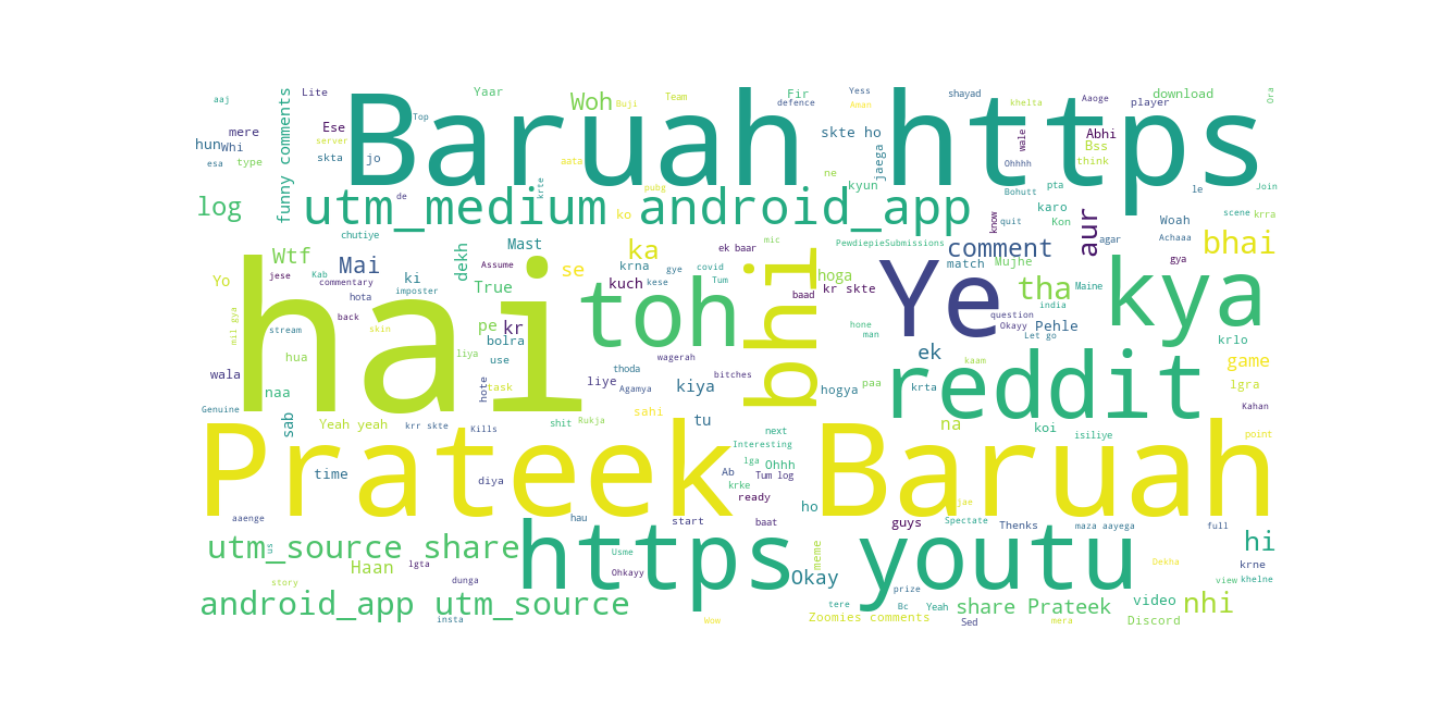 Baruah https
utm_medium android_app
hai
toh
bhi
Ye
kya
reddit
Prateek Baruah
https youtu
utm_source share
android_app utm_source
share Prateek
log
Woh
funny comments
Yaar
Lite
aaj
mere
hun
Whi
esa
type
Ese
server
skta
jo
Top
Buji
Team
aata
de
krte
pubg
ko
defence
Fir
Yess
Aman
skte ho
jaega
ne
kyun
shayad
khelta
Aaoge
player
download
Ora
Abhi
Bss
think
wale
Ohhhh
Bohutt
pta
karo
Kon
know
quit
aur
agar
le
Join
scene
krra
Woah
Achaaa
gya
bhai
comment
PewdiepieSubmissions
match
Mujhe
Maine
tha
india
question
Okayy
Pehle
Let go
hone
man
hoga
kr skte
baad
mic
ek baar
ka
se
krna
gye
covid
Tum
kuch
kese
chutiye
Wtf
Mai
ki
dekh
Mast
Assume
True
Yo
jese
Kab
imposter
commentary
hota
back
skin
stream
mil gya
hua
wala
naa
Genuine
sab
Yeah yeah
krr skte
Kills
pe
kr
bolra
use
liya
hote
task
wagerah
thoda
liye
Agamya
bitches
kiya
sahi
tu
shit
Rukja
hogya
paa
ek
krta
kaam
krlo
game
lgra
Kahan
na
koi
isiliye
point
next
Interesting
lga
Ohhh
Ab
Tum log
krke
ready
time
diya
aaenge
hau
start
baat
ho
guys
jae
Spectate
Thenks
maza aayega
full
hi
krne
Dekha
view
khelne
nhi
video
Discord
mera
Sed
Yeah
Bc
prize
tere
Okay
meme
Zoomies comments
Wow
Usme
Ohkayy
us
Haan
lgta
dunga
story
insta